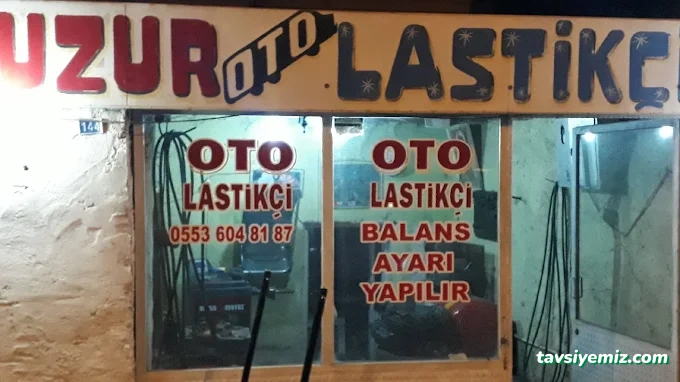 UZUR OTO LASTİKÇİ
144
OTO
LASTİKÇİ
0553 604 81 87
OTO
LASTİKÇİ
BALANS
AYARI
YAPILIR
tavsiyemiz.com